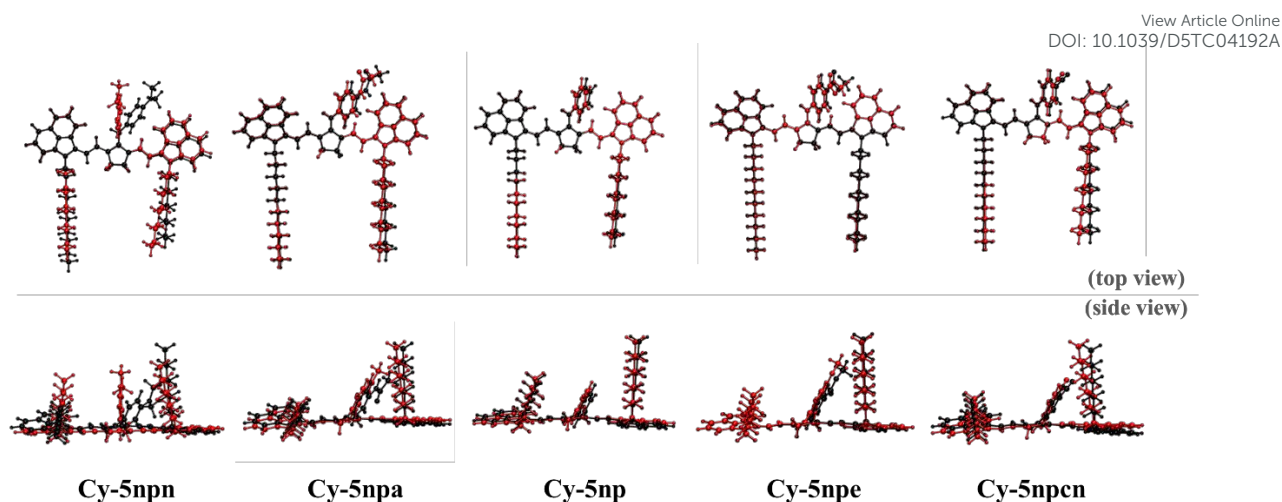 View Article Online
DOI: 10.1039/D5TC04192A
(top view)
(side view)
Cy-5npn Cy-5npa Cy-5np Cy-5npe Cy-5npcn